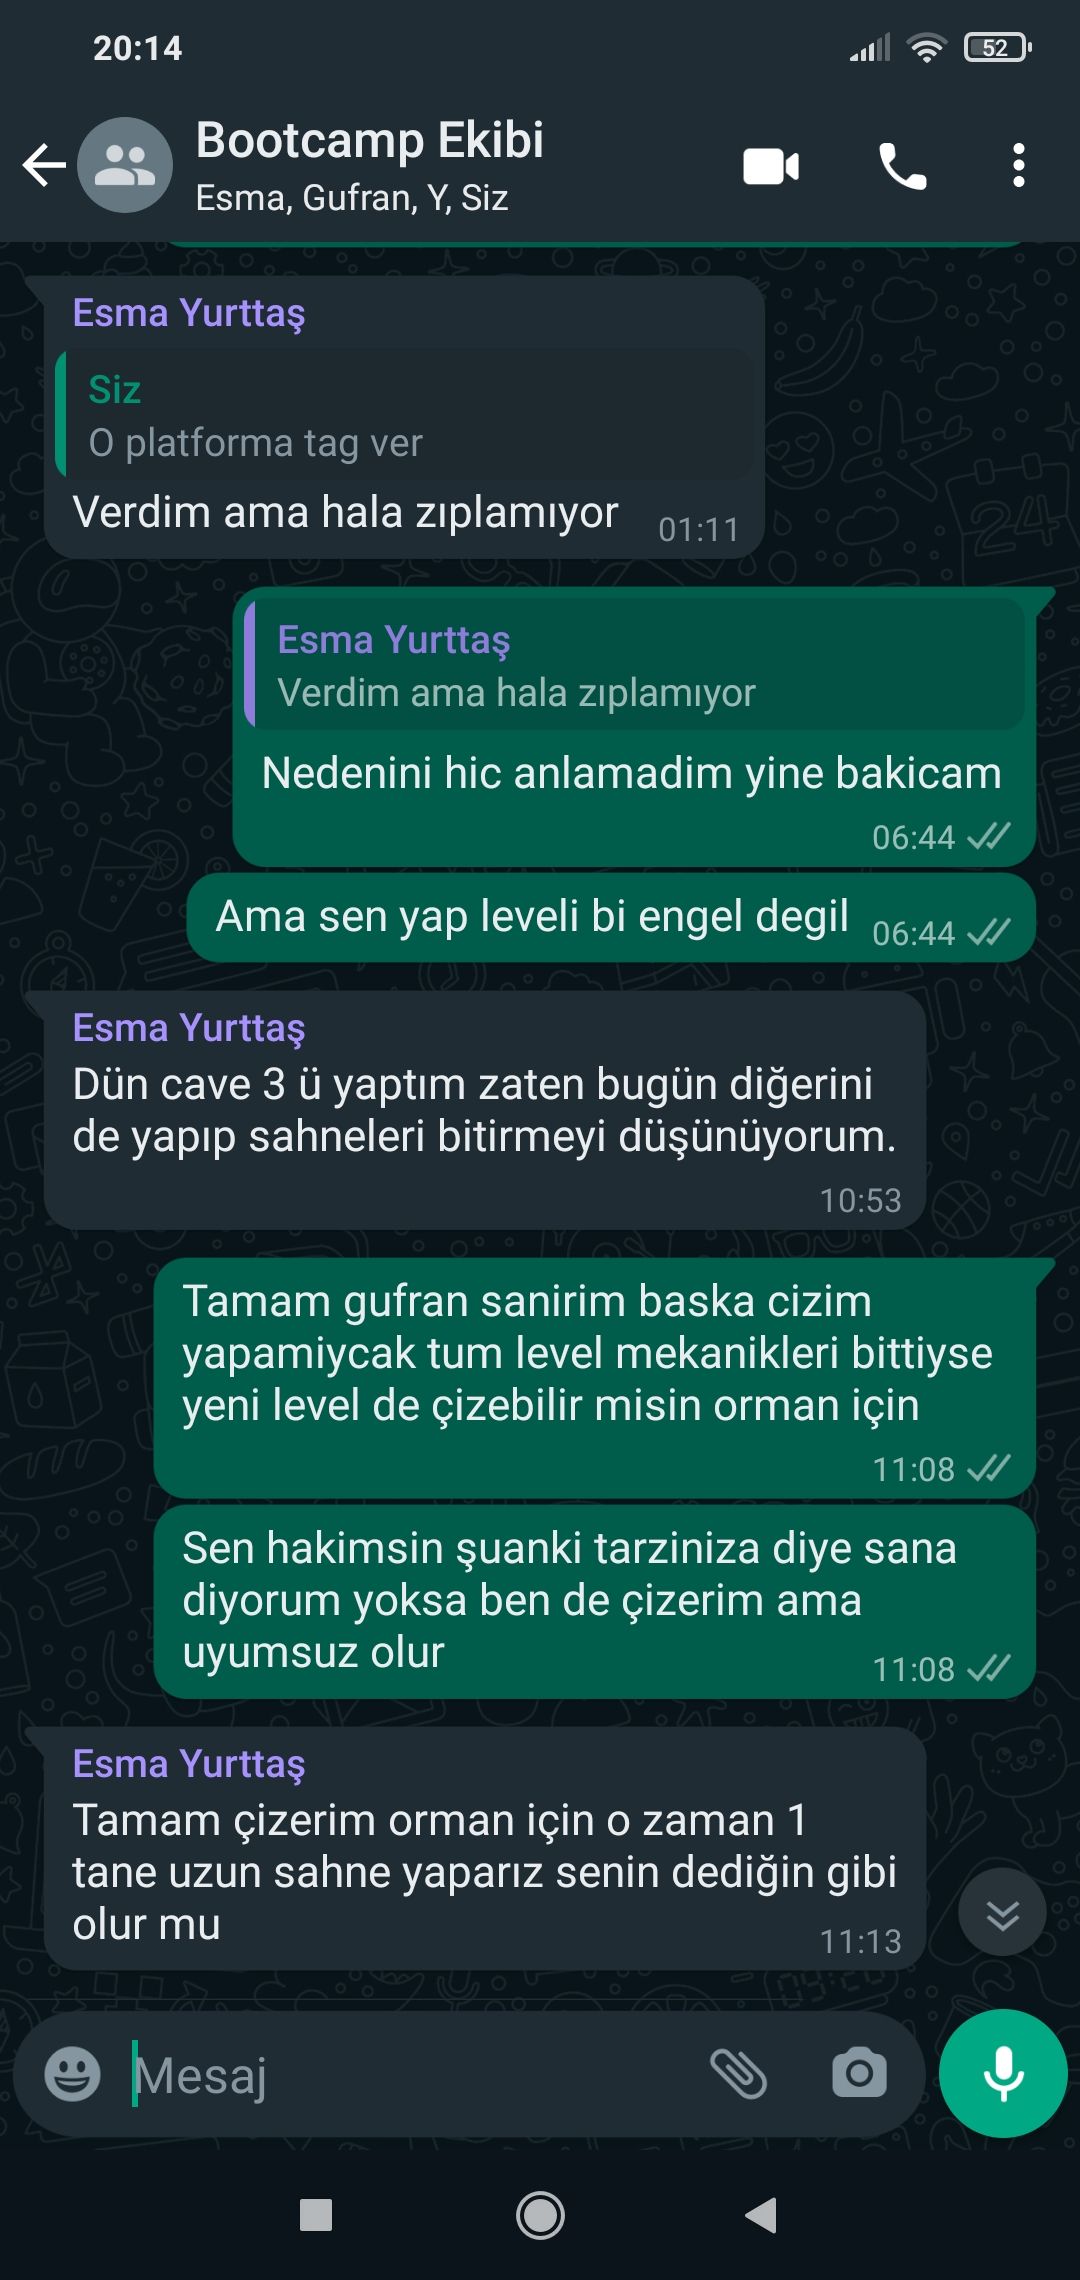 20:14
52
Bootcamp Ekibi
Esma, Gufran, Y, Siz
Esma Yurttaş
Siz
O platforma tag ver
Verdim ama hala zıplamıyor
01:11
Esma Yurttaş
Verdim ama hala zıplamıyor
Nedenini hic anlamadim yine bakicam
06:44
Ama sen yap leveli bi engel degil
06:44
Esma Yurttaş
Dün cave 3 ü yaptım zaten bugün diğerini
de yapıp sahneleri bitirmeyi düşünüyorum.
10:53
Tamam gufran sanirim baska cizim
yapamiycak tum level mekanikleri bittiyse
yeni level de çizebilir misin orman için
11:08
Sen hakimsin şuanki tarziniza diye sana
diyorum yoksa ben de çizerim ama
uyumsuz olur
11:08
Esma Yurttaş
Tamam çizerim orman için o zaman 1
tane uzun sahne yaparız senin dediğin gibi
olur mu
11:13
Mesaj